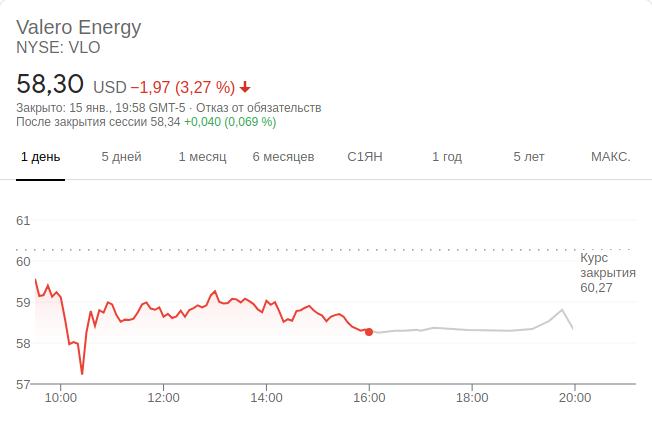 Valero Energy
NYSE: VLO
58,30 USD −1,97 (3,27 %)
Закрыто: 15 янв., 19:58 GMT-5 · Отказ от обязательств
После закрытия сессии 58,34 +0,040 (0,069 %)
1 день 5 дней 1 месяц 6 месяцев С1ЯН 1 год 5 лет МАКС.
61
60
59
58
57
Курс
закрытия
60,27
10:00 12:00 14:00 16:00 18:00 20:00